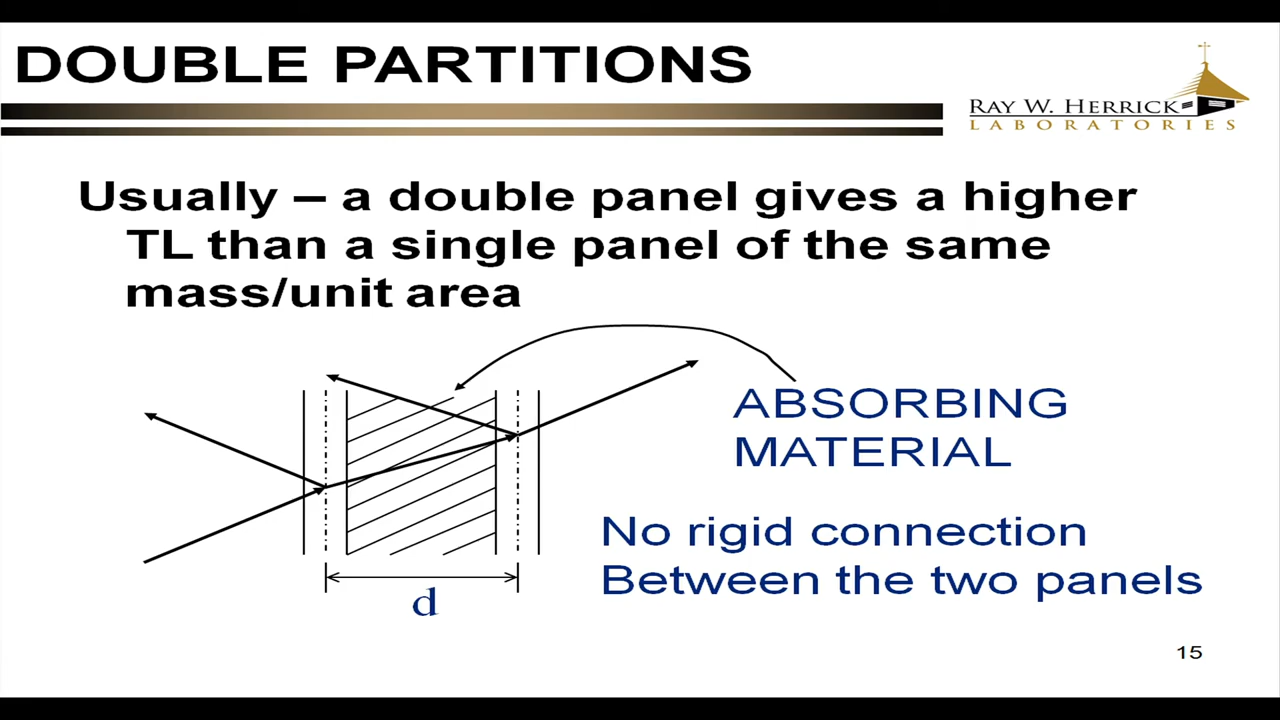 DOUBLE PARTITIONS
RAY W. HERRICK
LABORATORIES
Usually – a double panel gives a higher
TL than a single panel of the same
mass/unit area
ABSORBING
MATERIAL
No rigid connection
Between the two panels
d
15